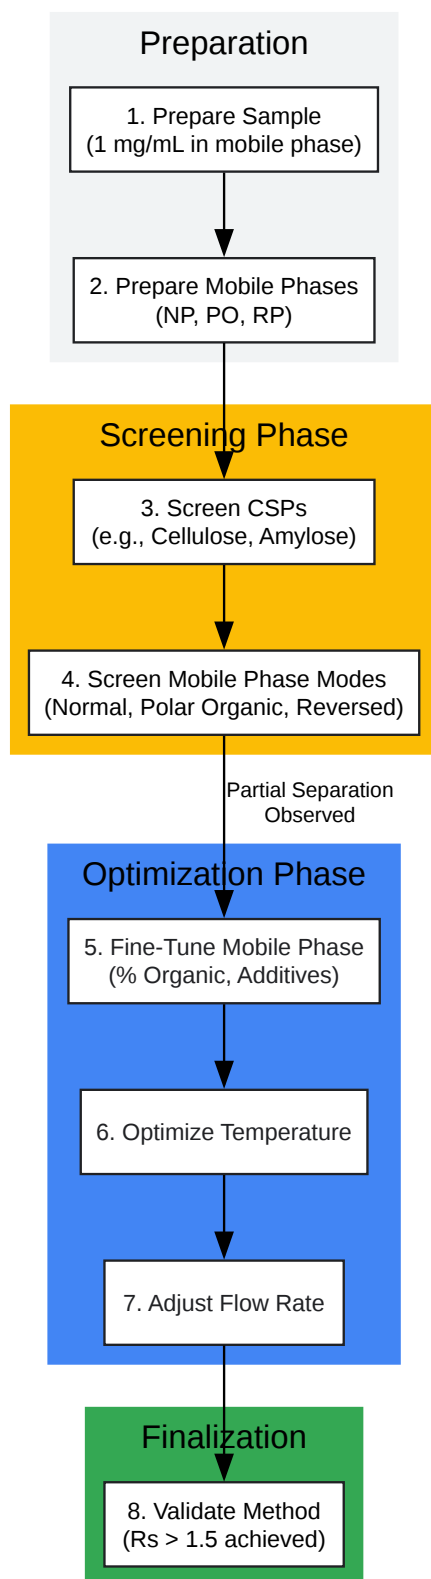 Preparation
1. Prepare Sample
(1 mg/mL in mobile phase)
2. Prepare Mobile Phases
(NP, PO, RP)
Screening Phase
3. Screen CSPs
(e.g., Cellulose, Amylose)
4. Screen Mobile Phase Modes
(Normal, Polar Organic, Reversed)
Partial Separation
Observed
Optimization Phase
5. Fine-Tune Mobile Phase
(% Organic, Additives)
6. Optimize Temperature
7. Adjust Flow Rate
Finalization
8. Validate Method
(Rs > 1.5 achieved)